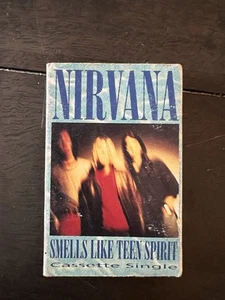 NIRVANA
SMELLS LIKE TEEN SPIRIT
Cassette Single